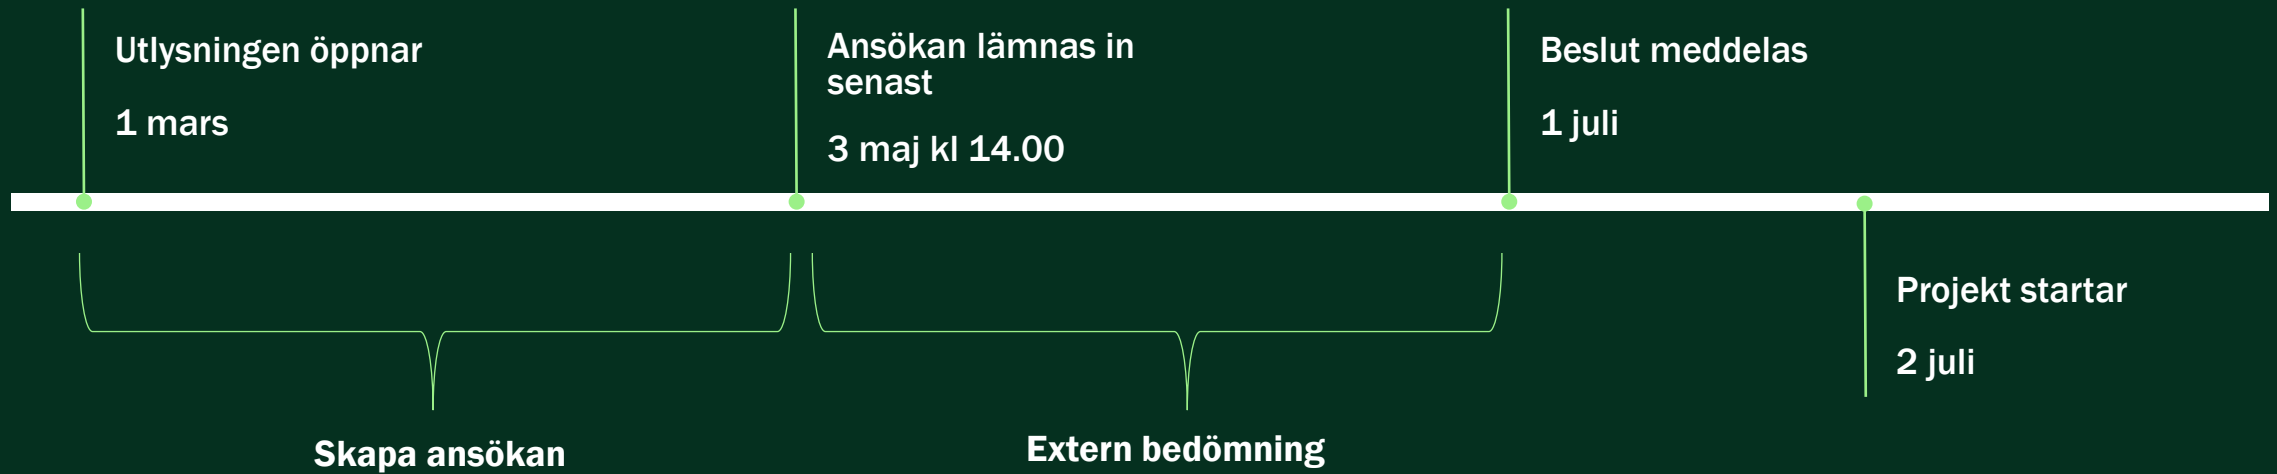 Utlysningen öppnar
1 mars
Ansökan lämnas in
senast
3 maj kl 14.00
Beslut meddelas
1 juli
Projekt startar
2 juli
Skapa ansökan
Extern bedömning